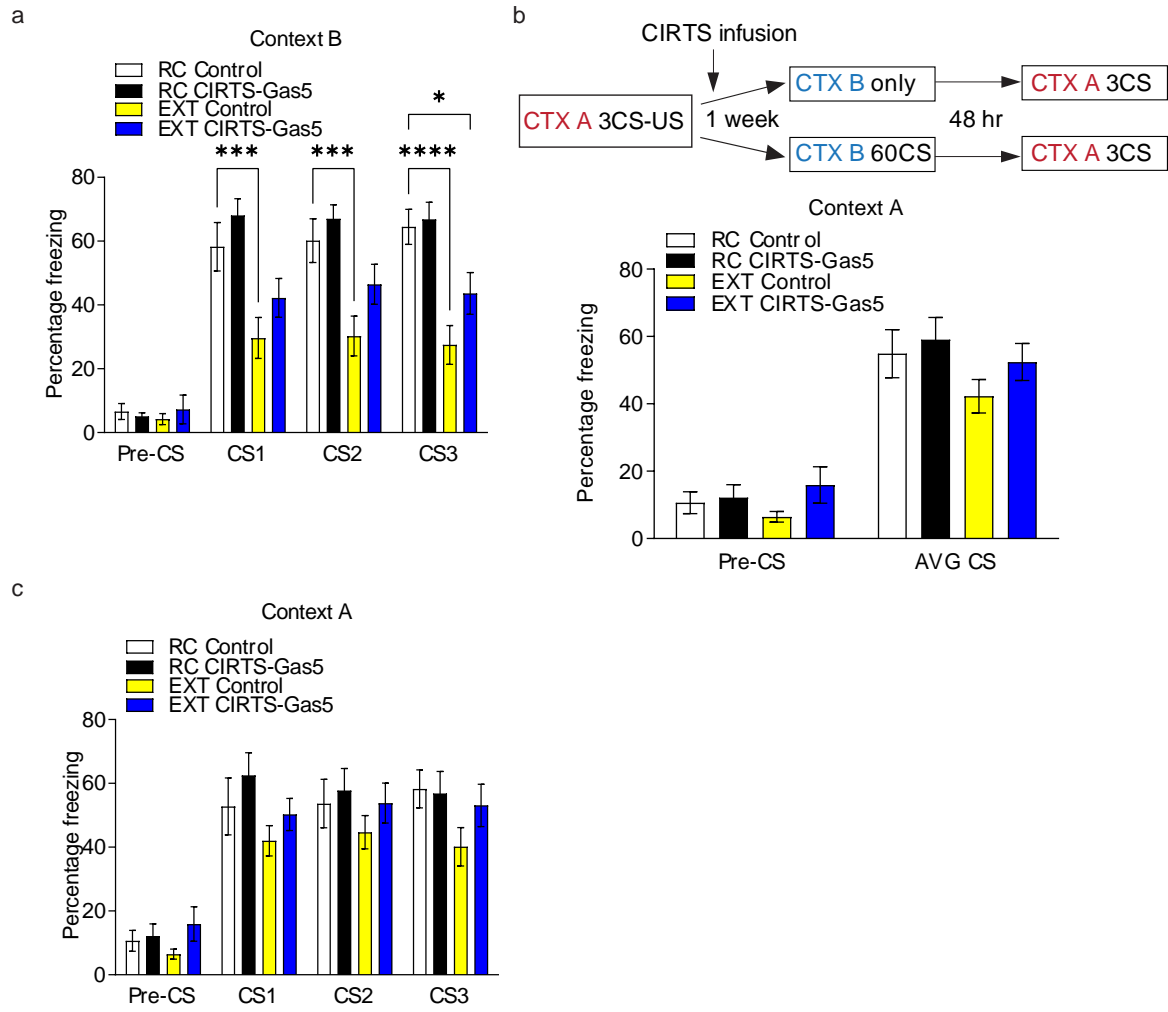 a
Context B
RC Control
RC CIRTS-Gas5
EXT Control
EXT CIRTS-Gas5
*
*** *** ****
80
60
40
20
0
Percentage freezing
Pre-CS CS1 CS2 CS3
b
CIRTS infusion
CTX A 3CS-US
1 week
CTX B only
CTX B 60CS
48 hr
CTX A 3CS
CTX A 3CS
Context A
RC Control
RC CIRTS-Gas5
EXT Control
EXT CIRTS-Gas5
80
60
40
20
0
Percentage freezing
Pre-CS AVG CS
c
Context A
RC Control
RC CIRTS-Gas5
EXT Control
EXT CIRTS-Gas5
80
60
40
20
0
Percentage freezing
Pre-CS CS1 CS2 CS3